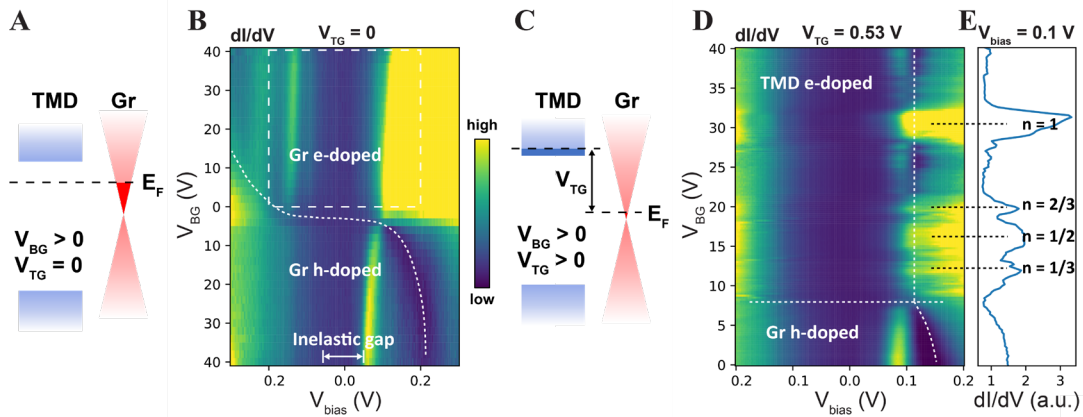 A
TMD
Gr
E_F
V_BG > 0
V_TG = 0
B
dI/dV
V_TG = 0
40
30
20
10
0
10
20
30
40
V_BG (V)
Gr e-doped
Gr h-doped
Inelastic gap
0.2
0.0
0.2
V_bias (V)
high
low
C
TMD
Gr
V_TG
E_F
V_BG > 0
V_TG > 0
D
dI/dV
V_TG = 0.53 V
40
35
30
25
20
15
10
5
0
V_BG (V)
TMD e-doped
Gr h-doped
0.2
0.1
0.0
0.1
0.2
V_bias (V)
E
V_bias = 0.1 V
n = 1
n = 2/3
n = 1/2
n = 1/3
1
2
3
dI/dV (a.u.)